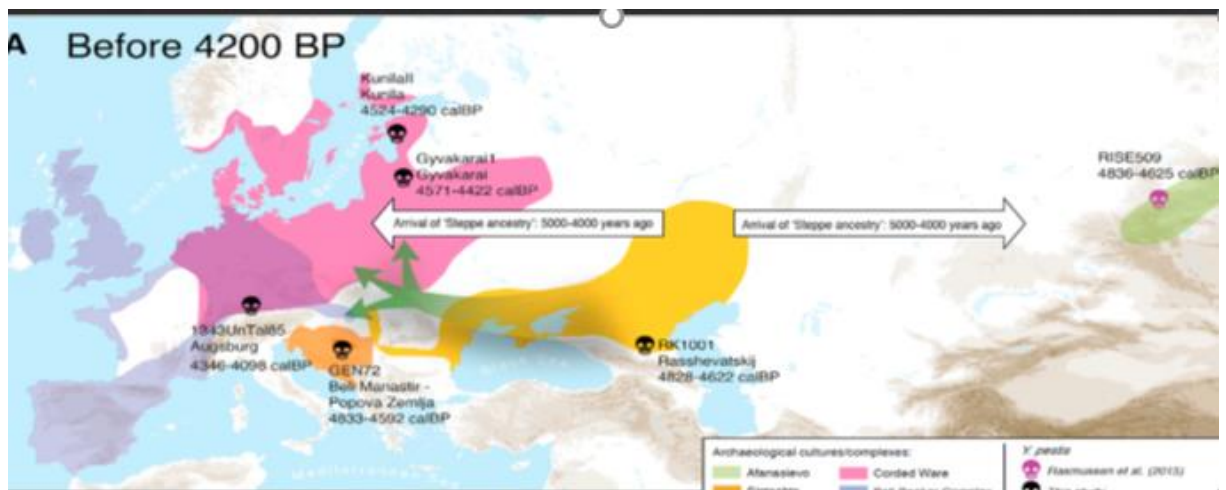 A Before 4200 BP
KunilaII
Kunila
4524-4290 calBP
Gyvakarai1
Gyvakarai
4571-4422 calBP
RISE509
4836-4625 calBP
Arrival of 'Steppe ancestry': 5000-4000 years ago
Arrival of 'Steppe ancestry': 5000-4000 years ago
1343UnTal85
Augsburg
4346-4098 calBP
GEN72
Beli Manastir -
Popova Zemlja
4833-4592 calBP
RK1001
Rasshevatskij
4828-4622 calBP
Archaeological cultures/complexes:
Afanasievo
Corded Ware
Y. pestis
Rasmussen et al. (2015)